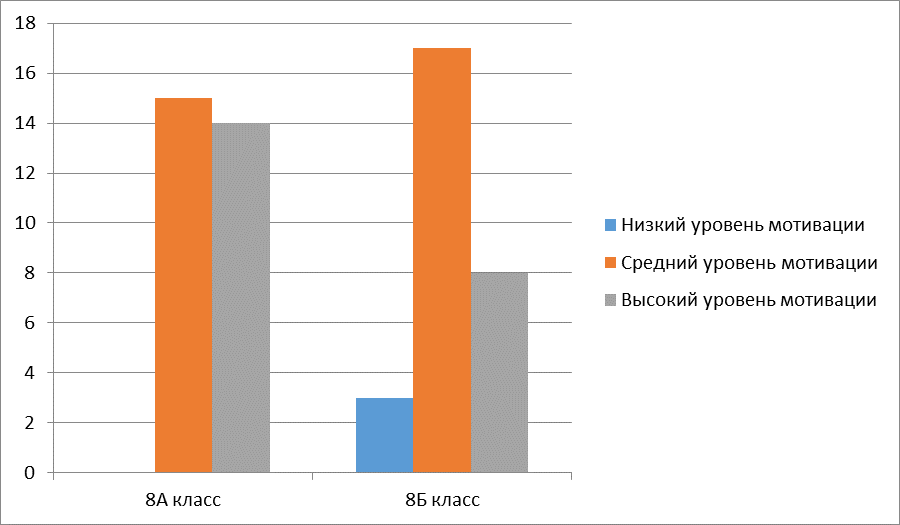 18
16
14
12
10
8
6
4
2
0
8А класс
8Б класс
Низкий уровень мотивации
Средний уровень мотивации
Высокий уровень мотивации